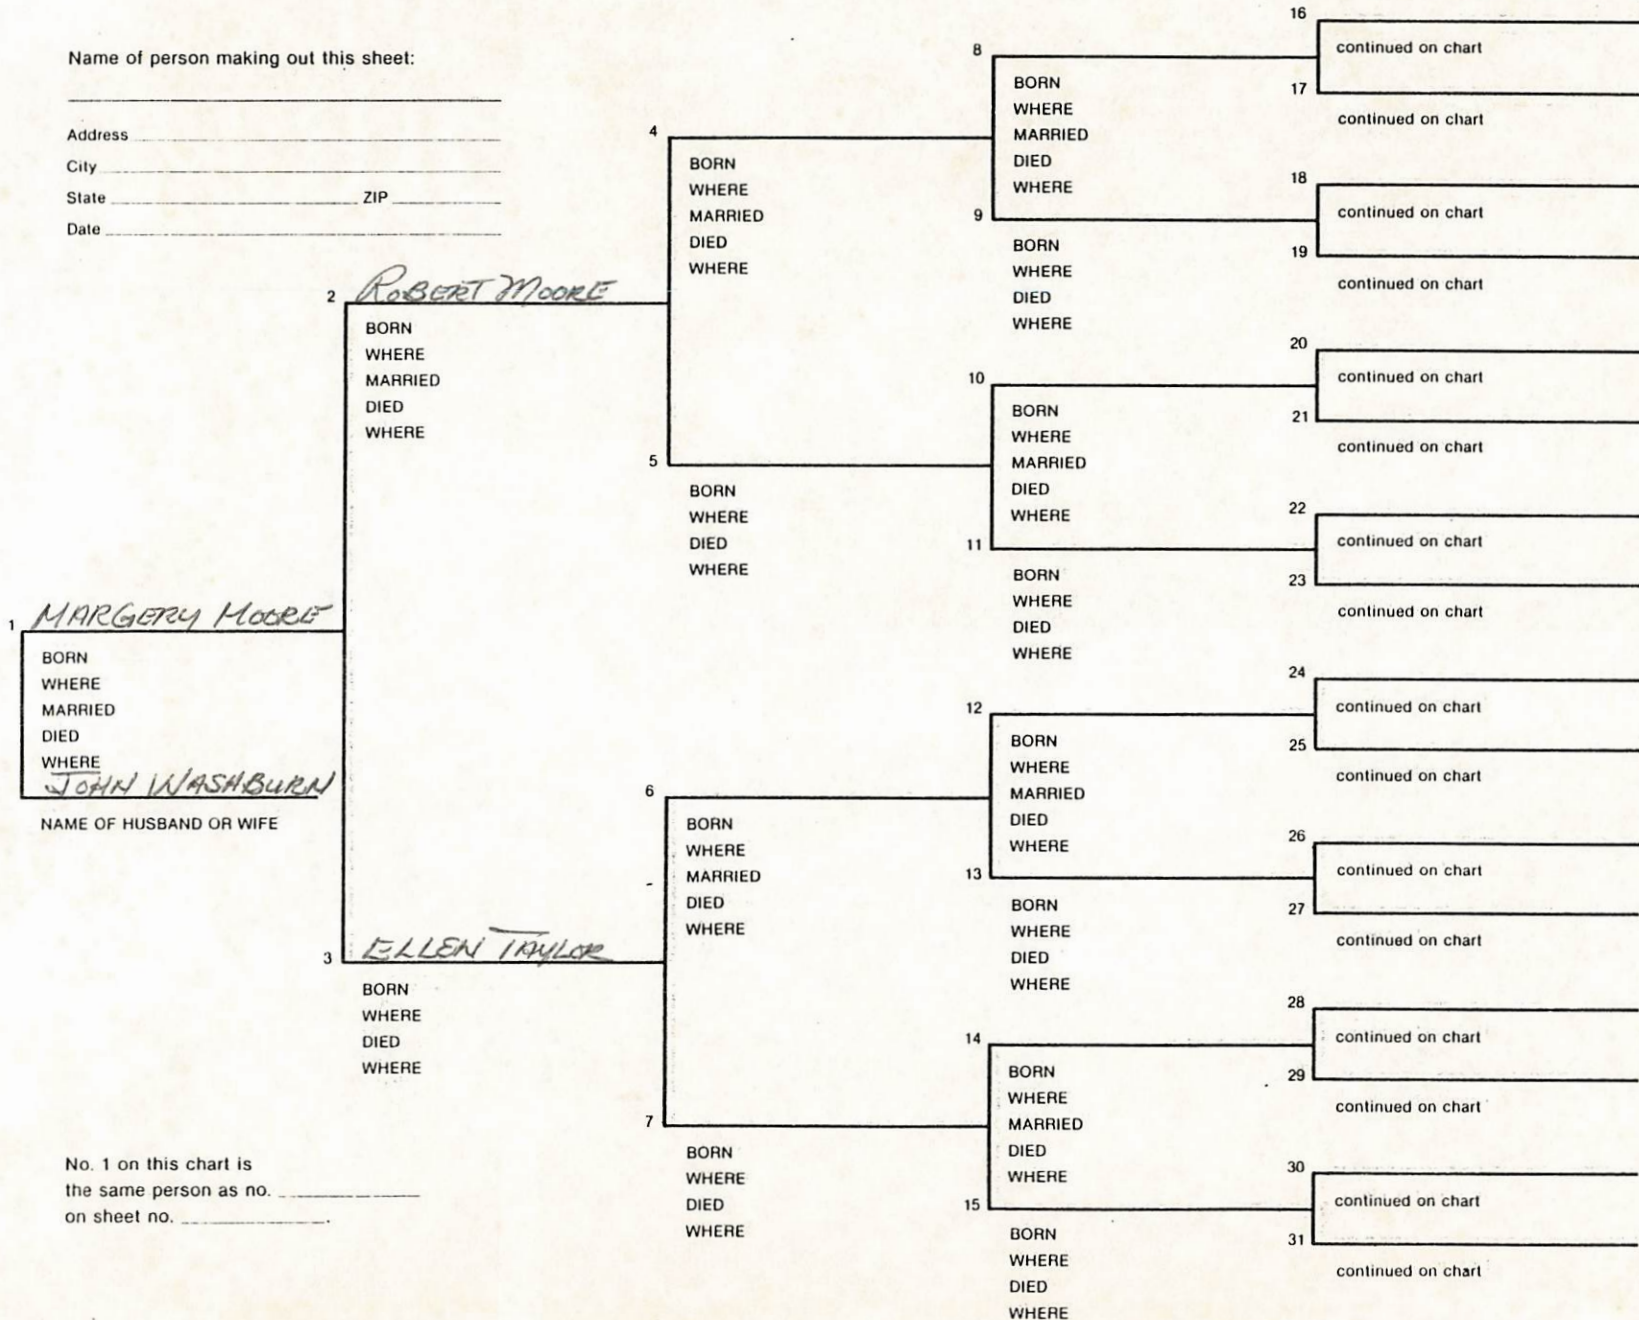 Name of person making out this sheet:
Address
City
State ZIP
Date
1 MARGERY MOORE
BORN
WHERE
MARRIED
DIED
WHERE
JOHN WASHBURN
NAME OF HUSBAND OR WIFE
No. 1 on this chart is
the same person as no.
on sheet no. .
2 ROBERT MOORE
BORN
WHERE
MARRIED
DIED
WHERE
3 ELLEN TAYLOR
BORN
WHERE
DIED
WHERE
4
BORN
WHERE
MARRIED
DIED
WHERE
5
BORN
WHERE
DIED
WHERE
6
BORN
WHERE
MARRIED
DIED
WHERE
7
BORN
WHERE
DIED
WHERE
8
BORN
WHERE
MARRIED
DIED
WHERE
9
BORN
WHERE
DIED
WHERE
10
BORN
WHERE
MARRIED
DIED
WHERE
11
BORN
WHERE
DIED
WHERE
12
BORN
WHERE
MARRIED
DIED
WHERE
13
BORN
WHERE
DIED
WHERE
14
BORN
WHERE
MARRIED
DIED
WHERE
15
BORN
WHERE
DIED
WHERE
16
continued on chart
17
continued on chart
18
continued on chart
19
continued on chart
20
continued on chart
21
continued on chart
22
continued on chart
23
continued on chart
24
continued on chart
25
continued on chart
26
continued on chart
27
continued on chart
28
continued on chart
29
continued on chart
30
continued on chart
31
continued on chart